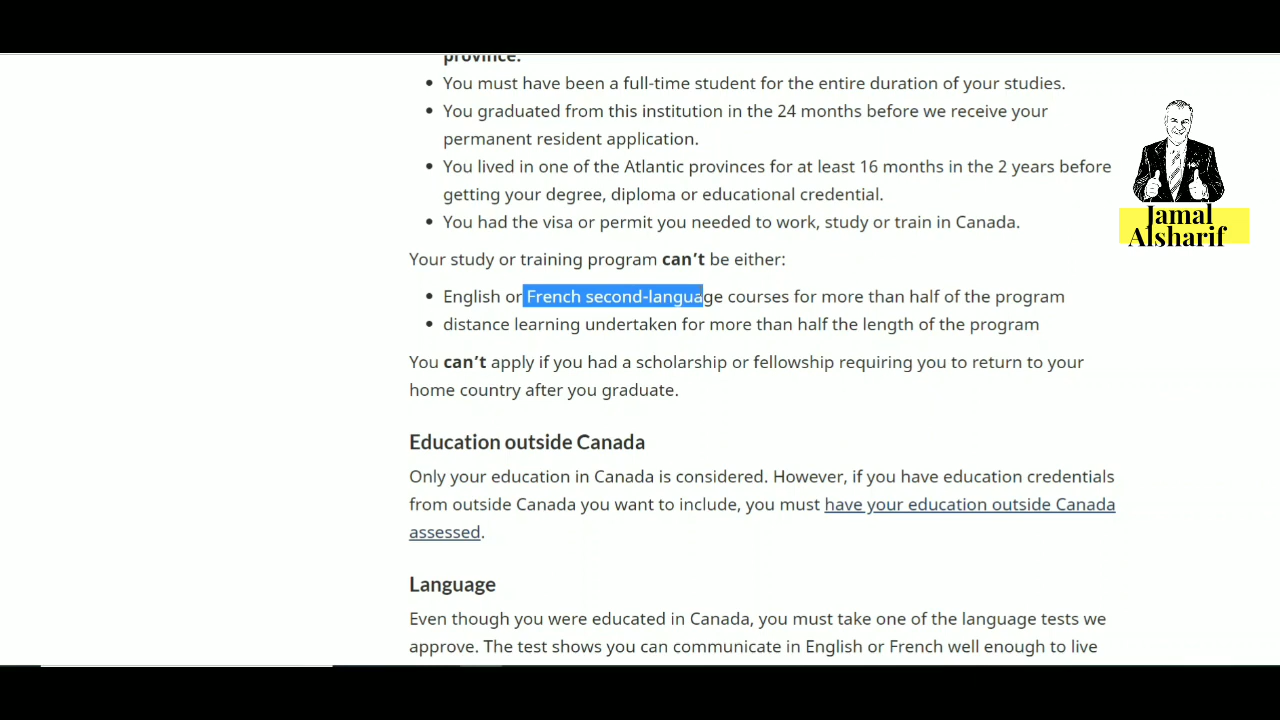 province.
You must have been a full-time student for the entire duration of your studies.
You graduated from this institution in the 24 months before we receive your
permanent resident application.
You lived in one of the Atlantic provinces for at least 16 months in the 2 years before
getting your degree, diploma or educational credential.
You had the visa or permit you needed to work, study or train in Canada.
Jamal
Alsharif
Your study or training program can't be either:
English or French second-language courses for more than half of the program
distance learning undertaken for more than half the length of the program
You can't apply if you had a scholarship or fellowship requiring you to return to your
home country after you graduate.
Education outside Canada
Only your education in Canada is considered. However, if you have education credentials
from outside Canada you want to include, you must have your education outside Canada
assessed.
Language
Even though you were educated in Canada, you must take one of the language tests we
approve. The test shows you can communicate in English or French well enough to live